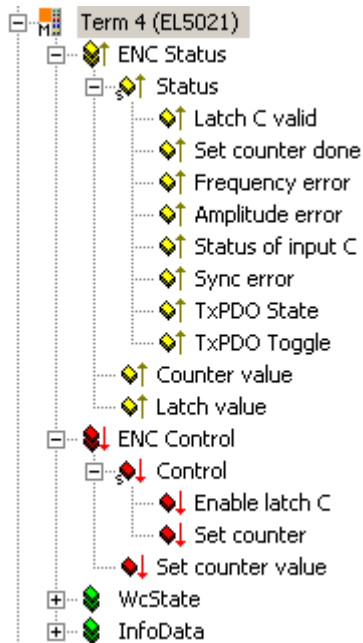 Term 4 (EL5021)
ENC Status
Status
Latch C valid
Set counter done
Frequency error
Amplitude error
Status of input C
Sync error
TxPDO State
TxPDO Toggle
Counter value
Latch value
ENC Control
Control
Enable latch C
Set counter
Set counter value
WcState
InfoData